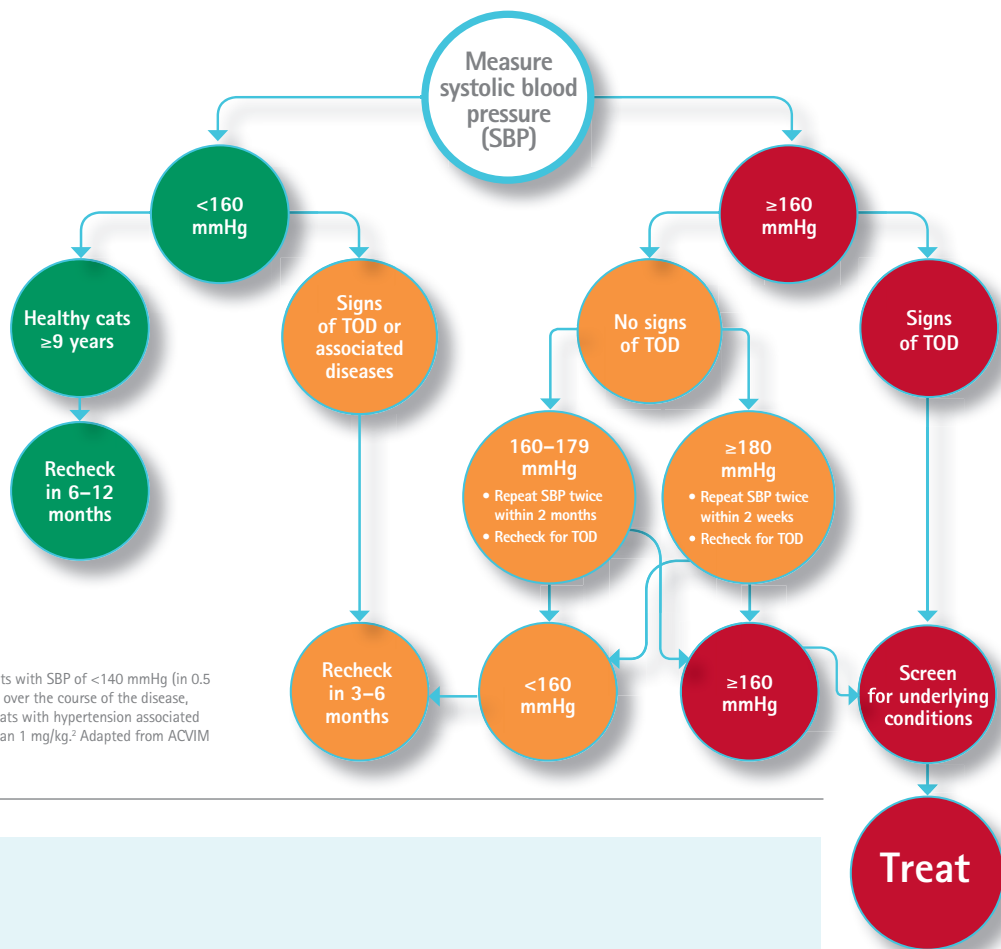 Measure
systolic blood
pressure
(SBP)
<160
mmHg
≥160
mmHg
Healthy cats
≥9 years
Signs
of TOD or
associated
diseases
No signs
of TOD
Signs
of TOD
Recheck
in 6–12
months
160–179
mmHg
• Repeat SBP twice
within 2 months
• Recheck for TOD
≥180
mmHg
• Repeat SBP twice
within 2 weeks
• Recheck for TOD
Recheck
in 3–6
months
<160
mmHg
≥160
mmHg
Screen
for underlying
conditions
Treat
ts with SBP of <140 mmHg (in 0.5
over the course of the disease,
ats with hypertension associated
an 1 mg/kg.² Adapted from ACVIM